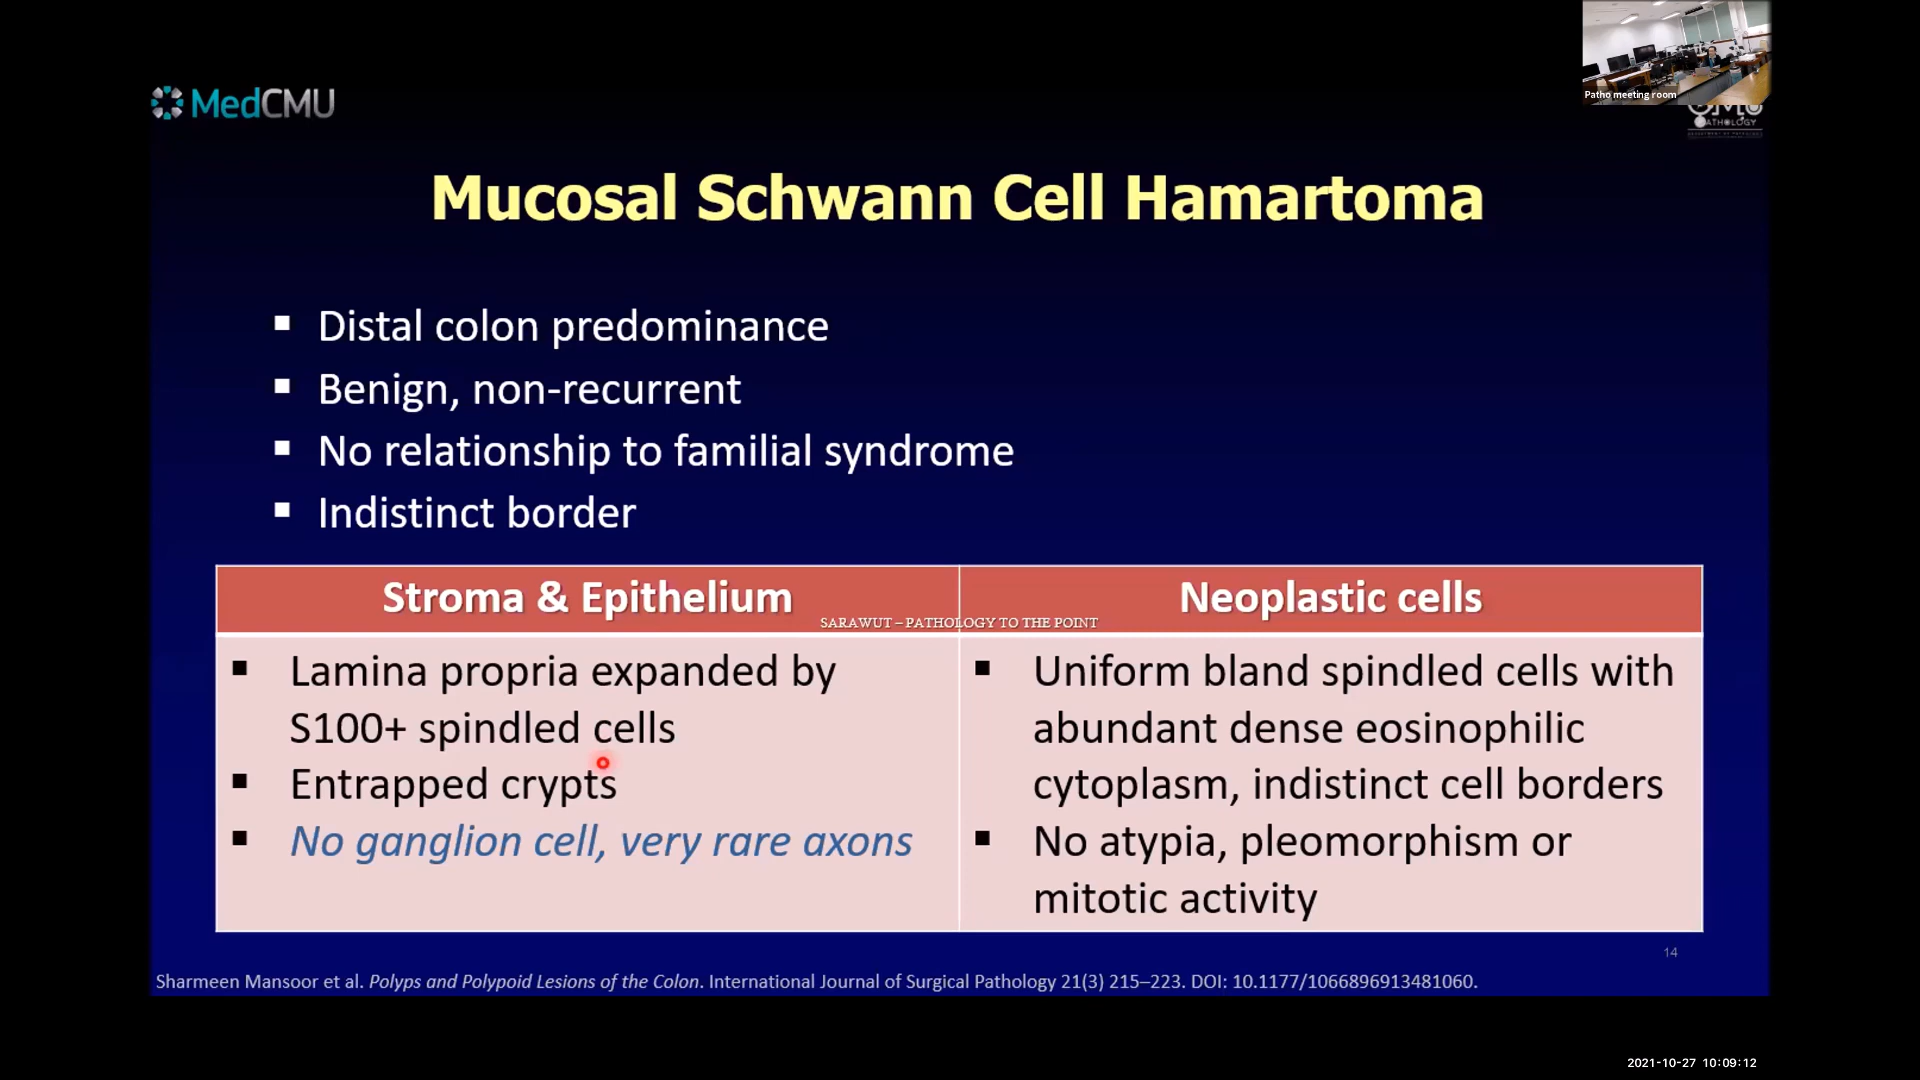 Patho meeting room
MedCMU
PATHOLOGY
Mucosal Schwann Cell Hamartoma
▪ Distal colon predominance
▪ Benign, non-recurrent
▪ No relationship to familial syndrome
▪ Indistinct border
Stroma & Epithelium
▪ Lamina propria expanded by
S100+ spindled cells
▪ Entrapped crypts
▪ No ganglion cell, very rare axons
Neoplastic cells
▪ Uniform bland spindled cells with
abundant dense eosinophilic
cytoplasm, indistinct cell borders
▪ No atypia, pleomorphism or
mitotic activity
SARAWUT – PATHOLOGY TO THE POINT
14
Sharmeen Mansoor et al. Polyps and Polypoid Lesions of the Colon. International Journal of Surgical Pathology 21(3) 215–223. DOI: 10.1177/1066896913481060.
2021-10-27 10:09:12